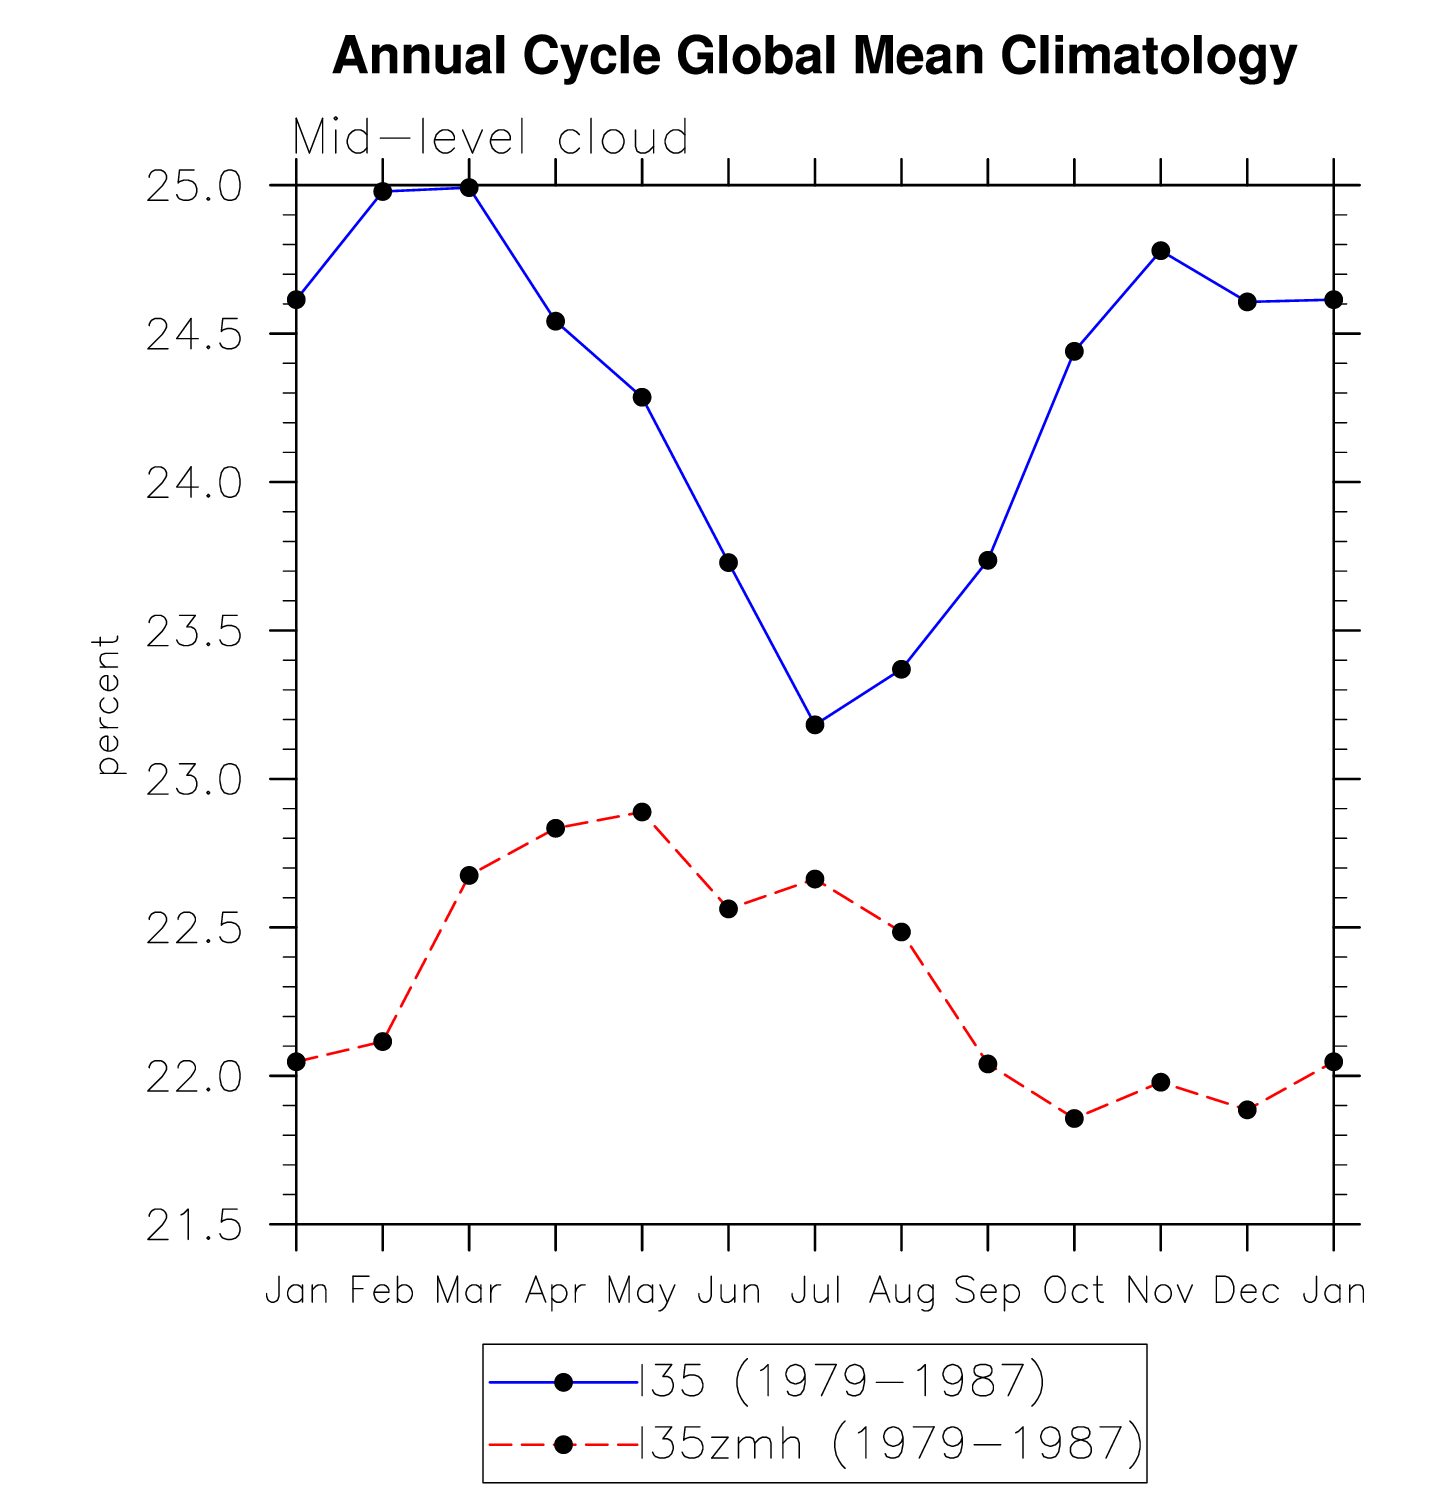 Annual Cycle Global Mean Climatology
Mid-level cloud
25.0
24.5
24.0
23.5
23.0
22.5
22.0
21.5
percent
Jan Feb Mar Apr May Jun Jul Aug Sep Oct Nov Dec Jan
I35 (1979-1987)
I35zmh (1979-1987)